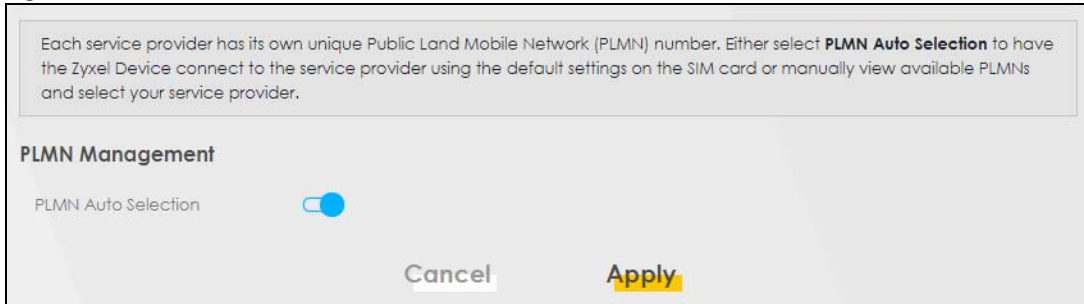 Each service provider has its own unique Public Land Mobile Network (PLMN) number. Either select PLMN Auto Selection to have
the Zyxel Device connect to the service provider using the default settings on the SIM card or manually view available PLMNs
and select your service provider.
PLMN Management
PLMN Auto Selection
Cancel Apply